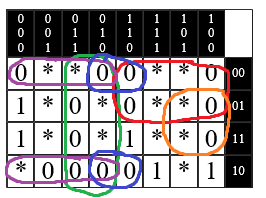 0 0 0 0 1 1 1 1
0 0 1 1 1 1 0 0
0 1 1 0 0 1 1 0
0 * * 0 0 * * 0 00
1 * 0 * 0 * * 0 01
1 * 0 * 1 * * 0 11
* 0 0 0 0 1 * 1 10